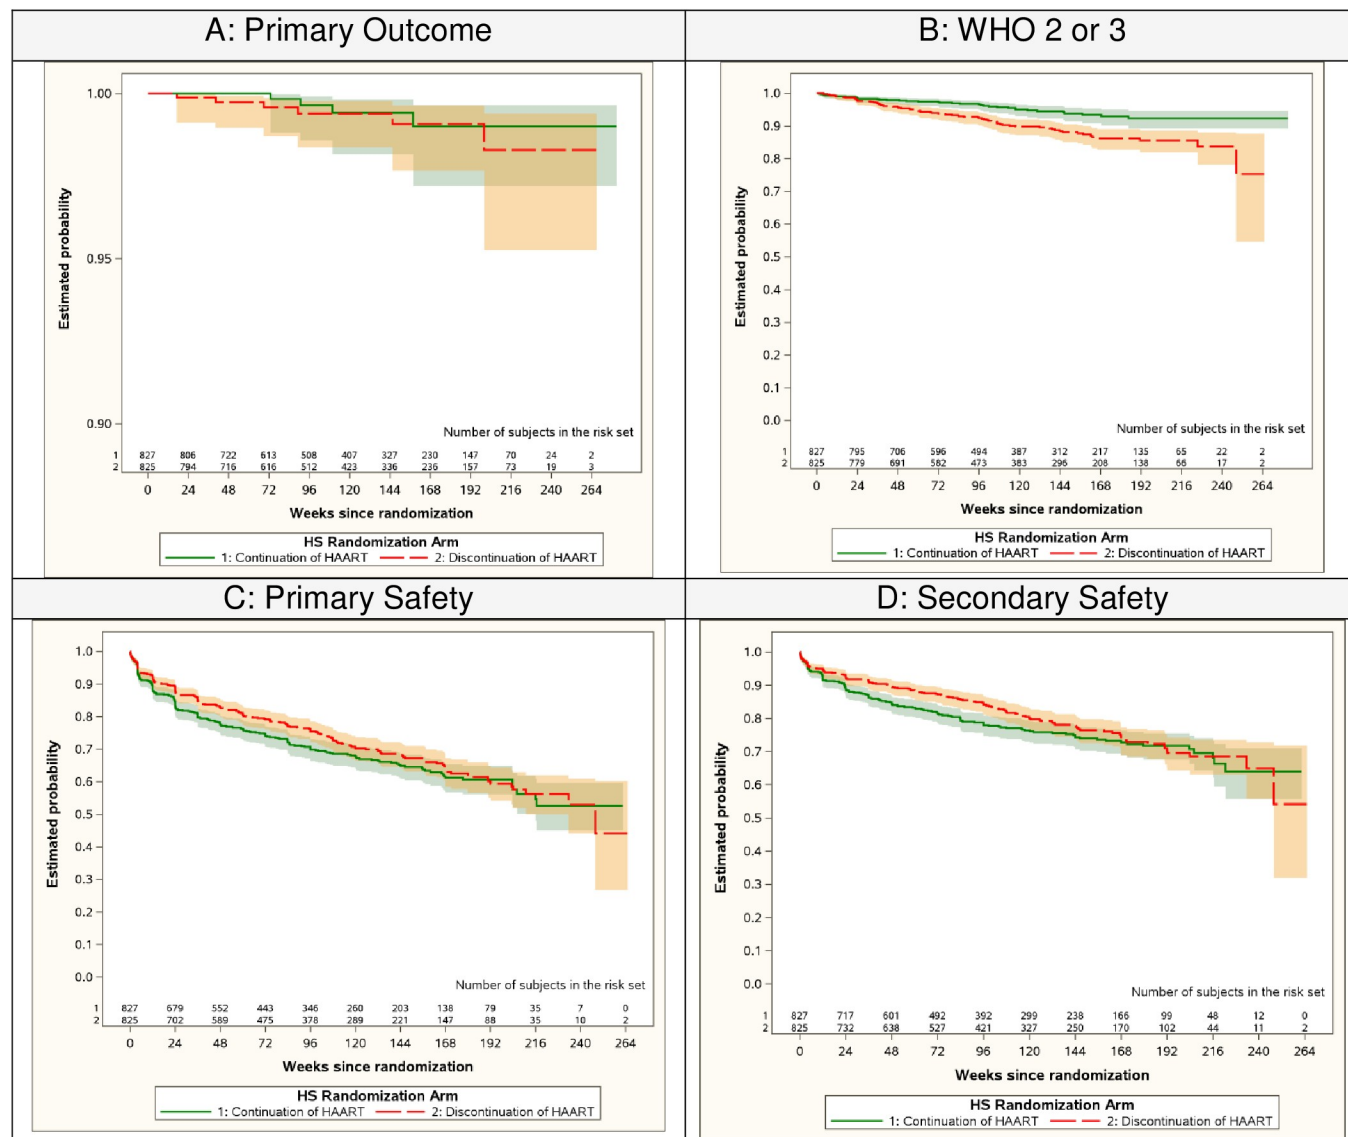 A: Primary Outcome
Estimated probability
1.00
0.95
0.90
Number of subjects in the risk set
1 827 806 722 613 508 407 327 230 147 70 24 2
2 825 794 716 616 512 423 336 236 157 73 19 3
0 24 48 72 96 120 144 168 192 216 240 264
Weeks since randomization
HS Randomization Arm
1: Continuation of HAART 2: Discontinuation of HAART
B: WHO 2 or 3
Estimated probability
1.0
0.9
0.8
0.7
0.6
0.5
0.4
0.3
0.2
0.1
0.0
Number of subjects in the risk set
1 827 795 706 596 494 387 312 217 135 65 22 2
2 825 779 691 582 473 383 296 208 138 66 17 2
0 24 48 72 96 120 144 168 192 216 240 264
Weeks since randomization
HS Randomization Arm
1: Continuation of HAART 2: Discontinuation of HAART
C: Primary Safety
Estimated probability
1.0
0.9
0.8
0.7
0.6
0.5
0.4
0.3
0.2
0.1
0.0
Number of subjects in the risk set
1 827 679 552 443 346 260 203 138 79 35 7 0
2 825 702 589 475 378 289 221 147 88 35 10 2
0 24 48 72 96 120 144 168 192 216 240 264
Weeks since randomization
HS Randomization Arm
1: Continuation of HAART 2: Discontinuation of HAART
D: Secondary Safety
Estimated probability
1.0
0.9
0.8
0.7
0.6
0.5
0.4
0.3
0.2
0.1
0.0
Number of subjects in the risk set
1 827 717 601 492 392 299 238 166 99 48 12 0
2 825 732 638 527 421 327 250 170 102 44 11 2
0 24 48 72 96 120 144 168 192 216 240 264
Weeks since randomization
HS Randomization Arm
1: Continuation of HAART 2: Discontinuation of HAART